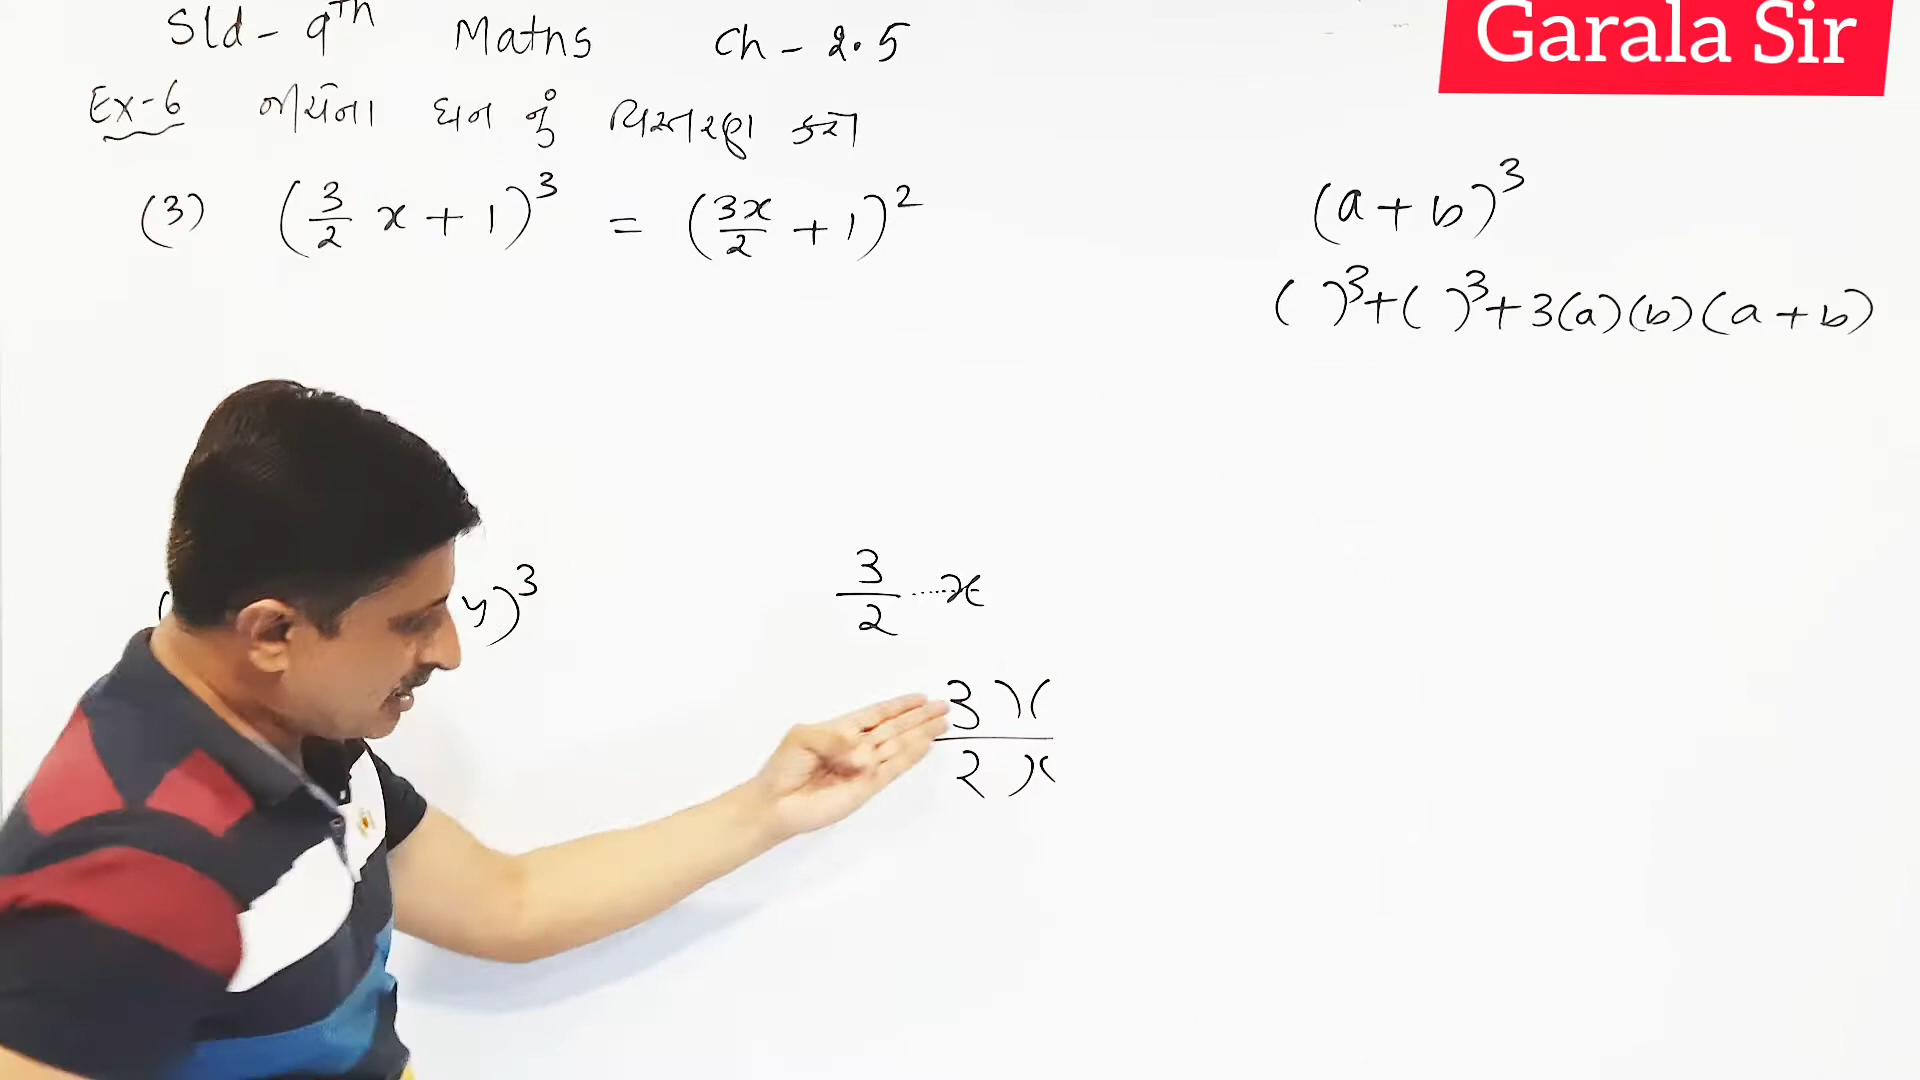 Garala Sir
Std - 9th Maths Ch - 2.5
Ex-6 નીચેના ઘન નું વિસ્તરણ કરો
(3) (3/2 x + 1)³ = (3x/2 + 1)²
(a + b)³
( )³ + ( )³ + 3(a)(b)(a + b)
y)³
3/2 ..... x
3x
2x